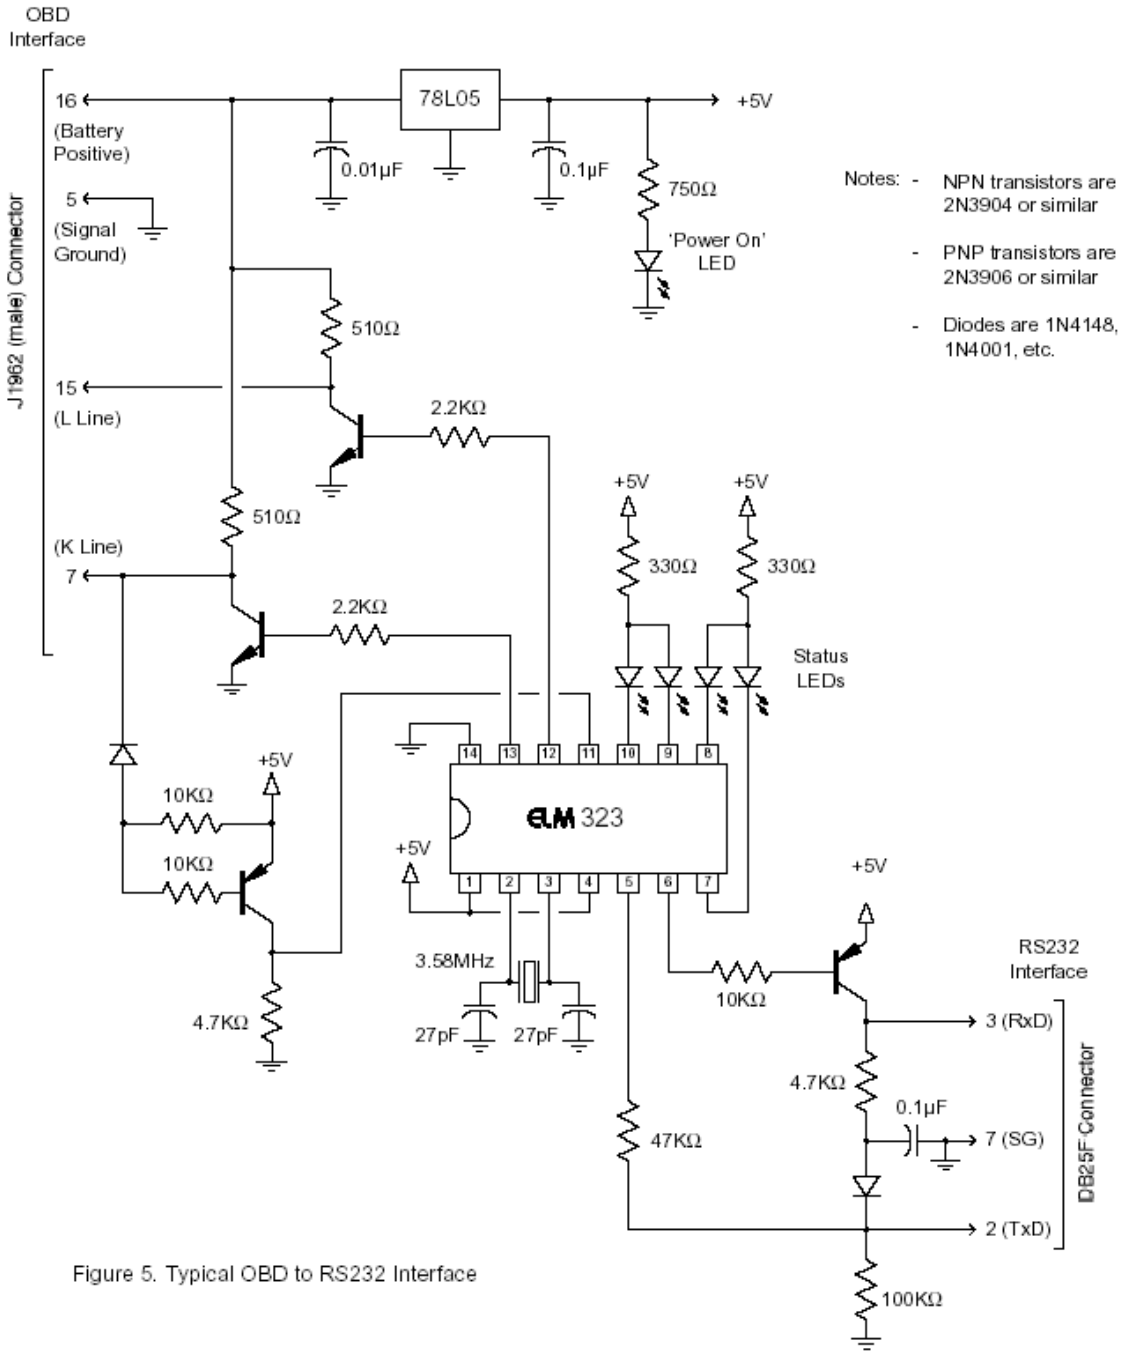 OBD
Interface
J1962 (male) Connector
16
(Battery
Positive)
5
(Signal
Ground)
15
(L Line)
(K Line)
7
78L05
+5V
0.01µF
0.1µF
750Ω
'Power On'
LED
Notes: - NPN transistors are
2N3904 or similar
- PNP transistors are
2N3906 or similar
- Diodes are 1N4148,
1N4001, etc.
510Ω
2.2KΩ
510Ω
2.2KΩ
+5V
+5V
330Ω
330Ω
Status
LEDs
14
13
12
11
10
9
8
ELM 323
1
2
3
4
5
6
7
+5V
10KΩ
10KΩ
4.7KΩ
+5V
3.58MHz
27pF
27pF
47KΩ
+5V
10KΩ
RS232
Interface
3 (RxD)
4.7KΩ
0.1µF
7 (SG)
2 (TxD)
100KΩ
DB25F Connector
Figure 5. Typical OBD to RS232 Interface